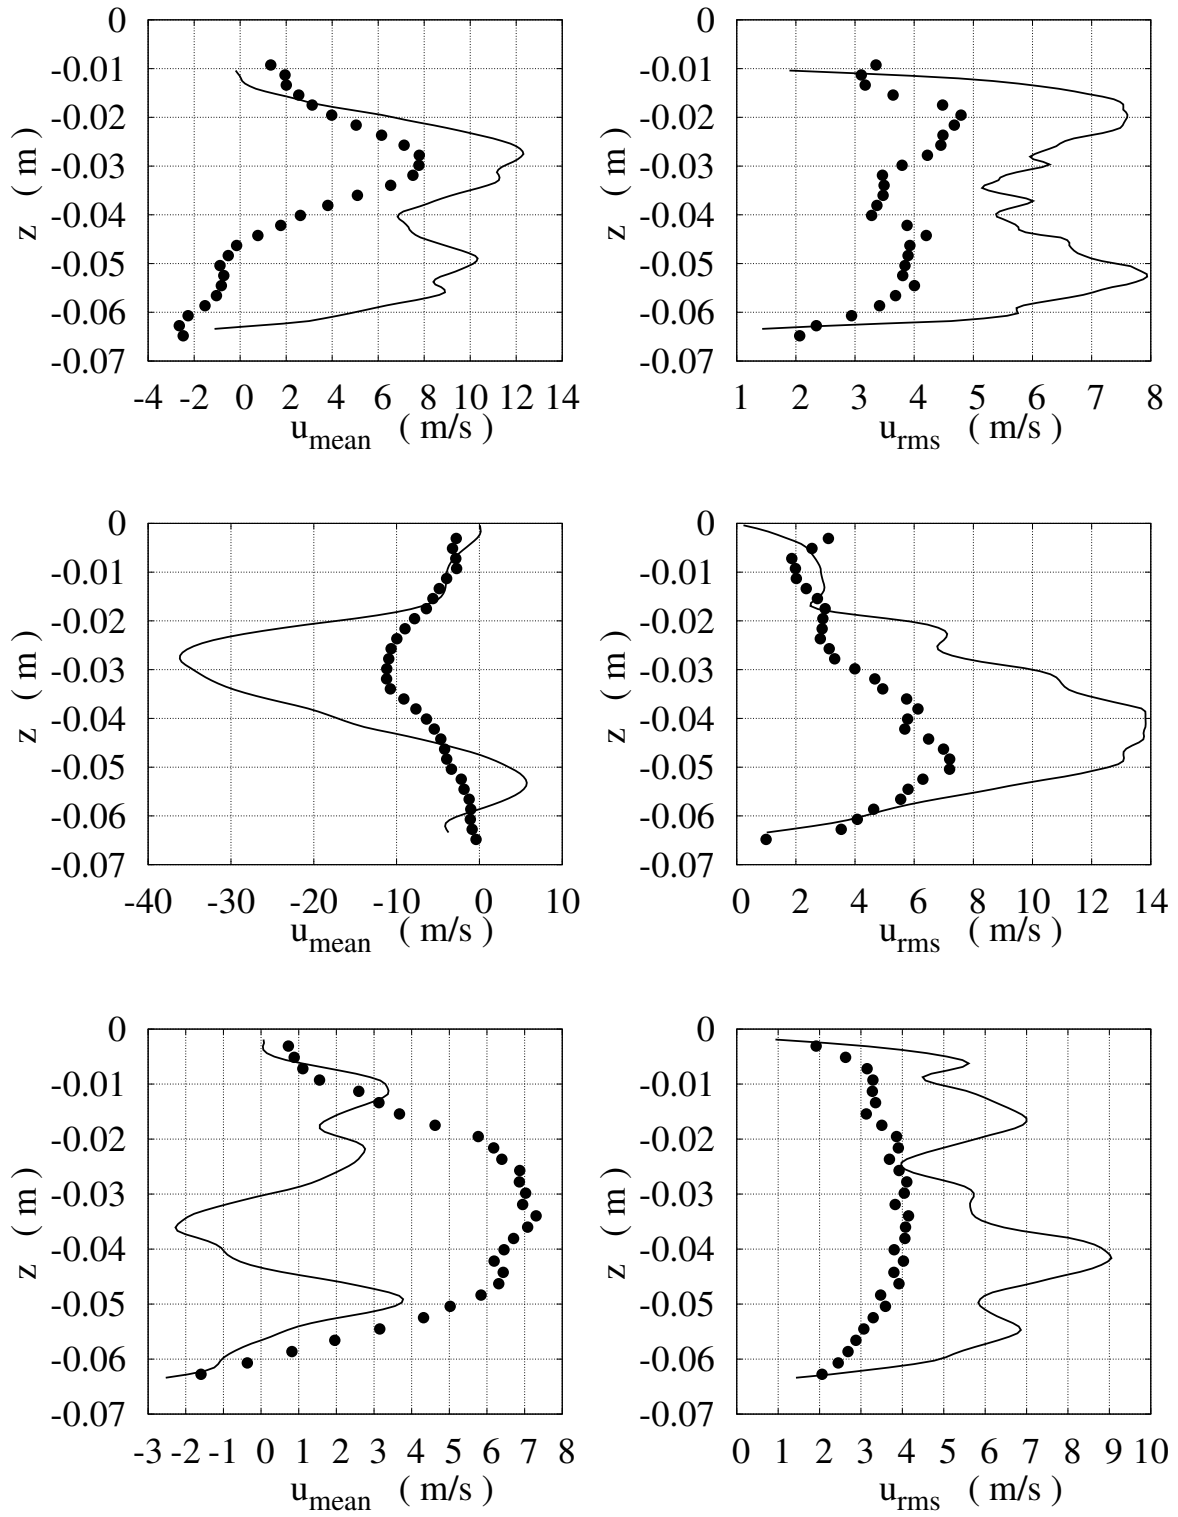 0
-0.01
-0.02
-0.03
-0.04
-0.05
-0.06
-0.07
z ( m )
-4 -2 0 2 4 6 8 10 12 14
u_mean ( m/s )
0
-0.01
-0.02
-0.03
-0.04
-0.05
-0.06
-0.07
z ( m )
1 2 3 4 5 6 7 8
u_rms ( m/s )
0
-0.01
-0.02
-0.03
-0.04
-0.05
-0.06
-0.07
z ( m )
-40 -30 -20 -10 0 10
u_mean ( m/s )
0
-0.01
-0.02
-0.03
-0.04
-0.05
-0.06
-0.07
z ( m )
0 2 4 6 8 10 12 14
u_rms ( m/s )
0
-0.01
-0.02
-0.03
-0.04
-0.05
-0.06
-0.07
z ( m )
-3 -2 -1 0 1 2 3 4 5 6 7 8
u_mean ( m/s )
0
-0.01
-0.02
-0.03
-0.04
-0.05
-0.06
-0.07
z ( m )
0 1 2 3 4 5 6 7 8 9 10
u_rms ( m/s )